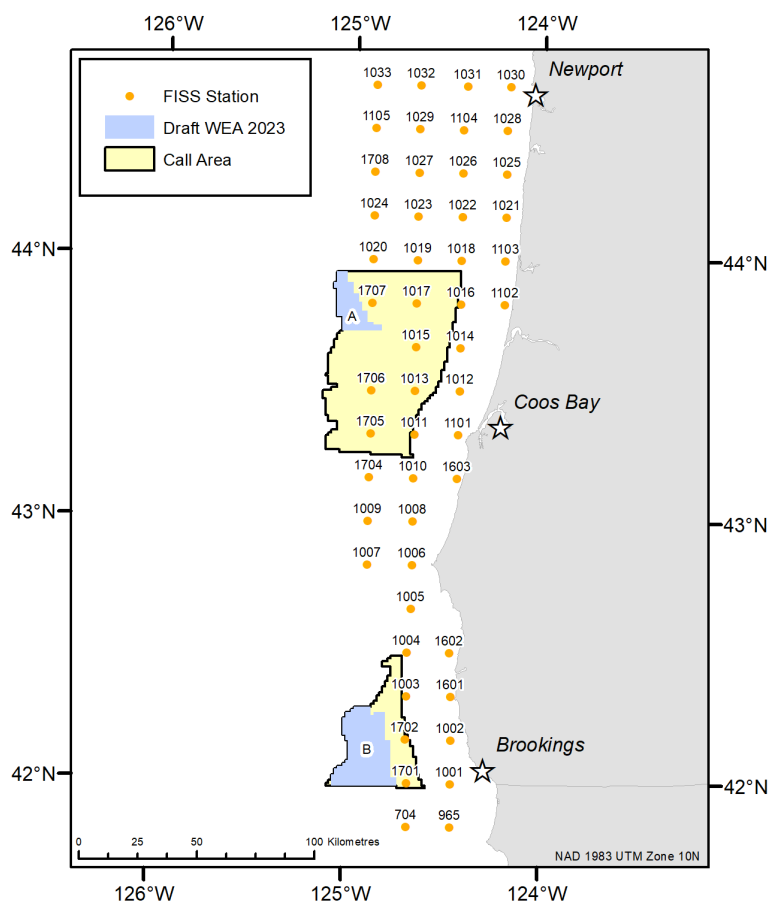 126°W 125°W 124°W
FISS Station
Draft WEA 2023
Call Area
1033 1032 1031 1030
Newport
1105 1029 1104 1028
1708 1027 1026 1025
1024 1023 1022 1021
44°N 44°N
1020 1019 1018 1103
1707 1017 1016 1102
A
1015 1014
1706 1013 1012
Coos Bay
1705 1011 1101
1704 1010 1603
43°N 43°N
1009 1008
1007 1006
1005
1004 1602
1003 1601
1702 1002
B
Brookings
1701 1001
42°N 42°N
704 965
0 25 50 100 Kilometres
NAD 1983 UTM Zone 10N
126°W 125°W 124°W